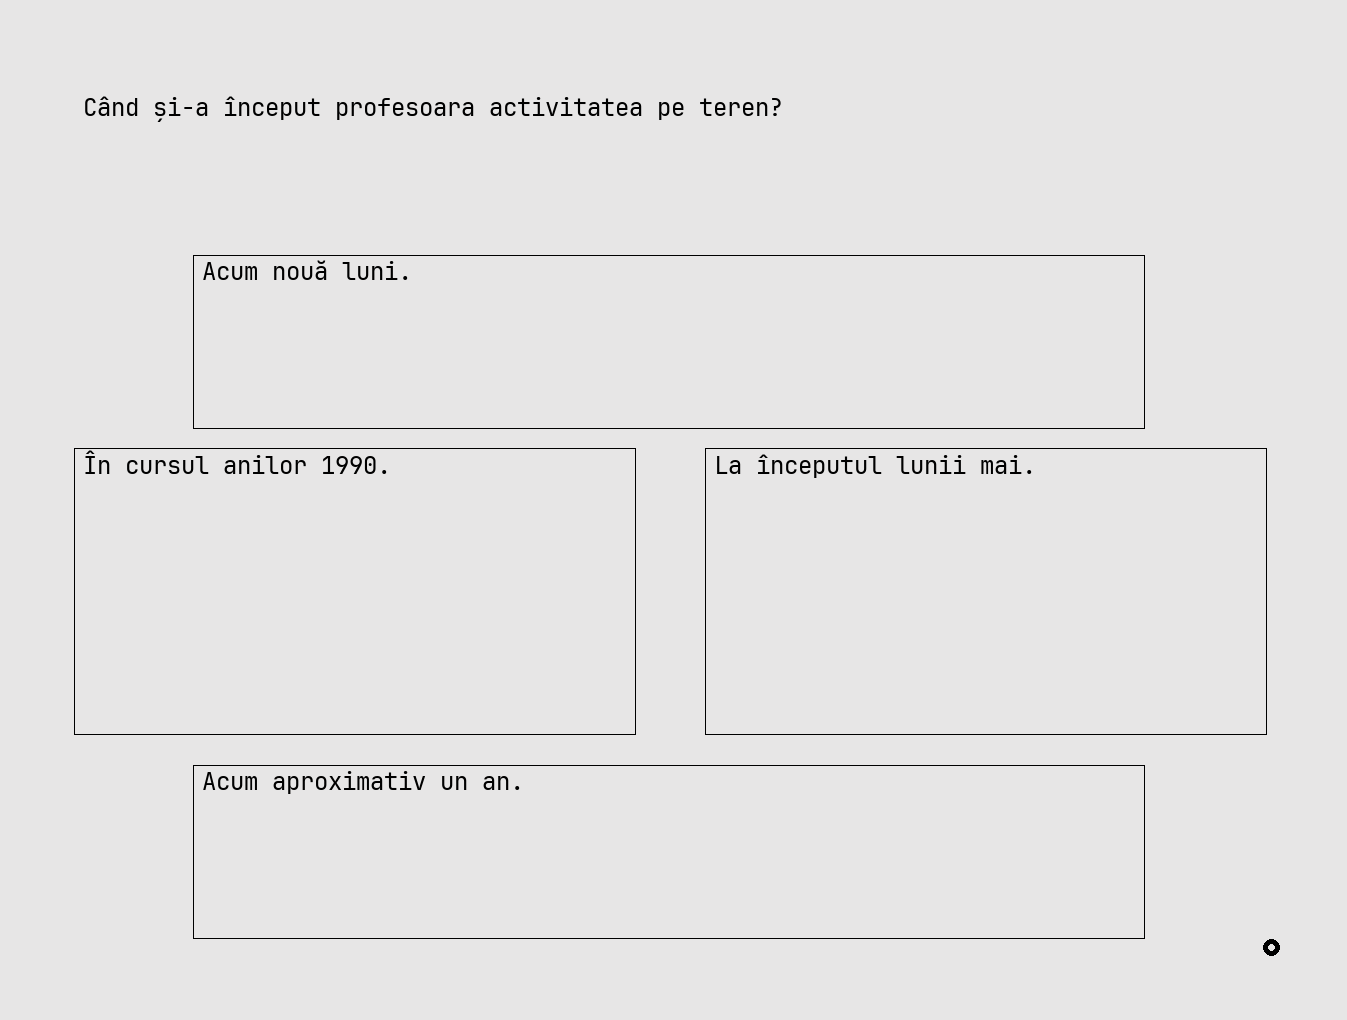 Când și-a început profesoara activitatea pe teren?
Acum nouă luni.
În cursul anilor 1990.
La începutul lunii mai.
Acum aproximativ un an.